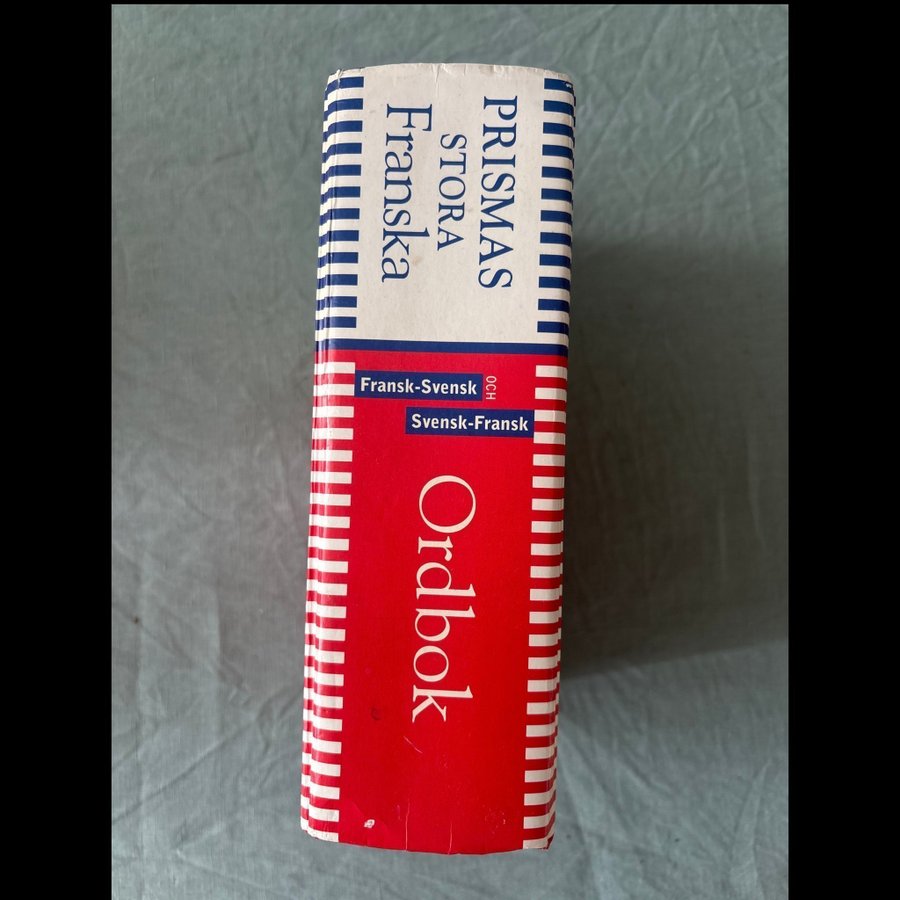 PRISMAS
STORA
Franska
Fransk-Svensk
OCH
Svensk-Fransk
Ordbok